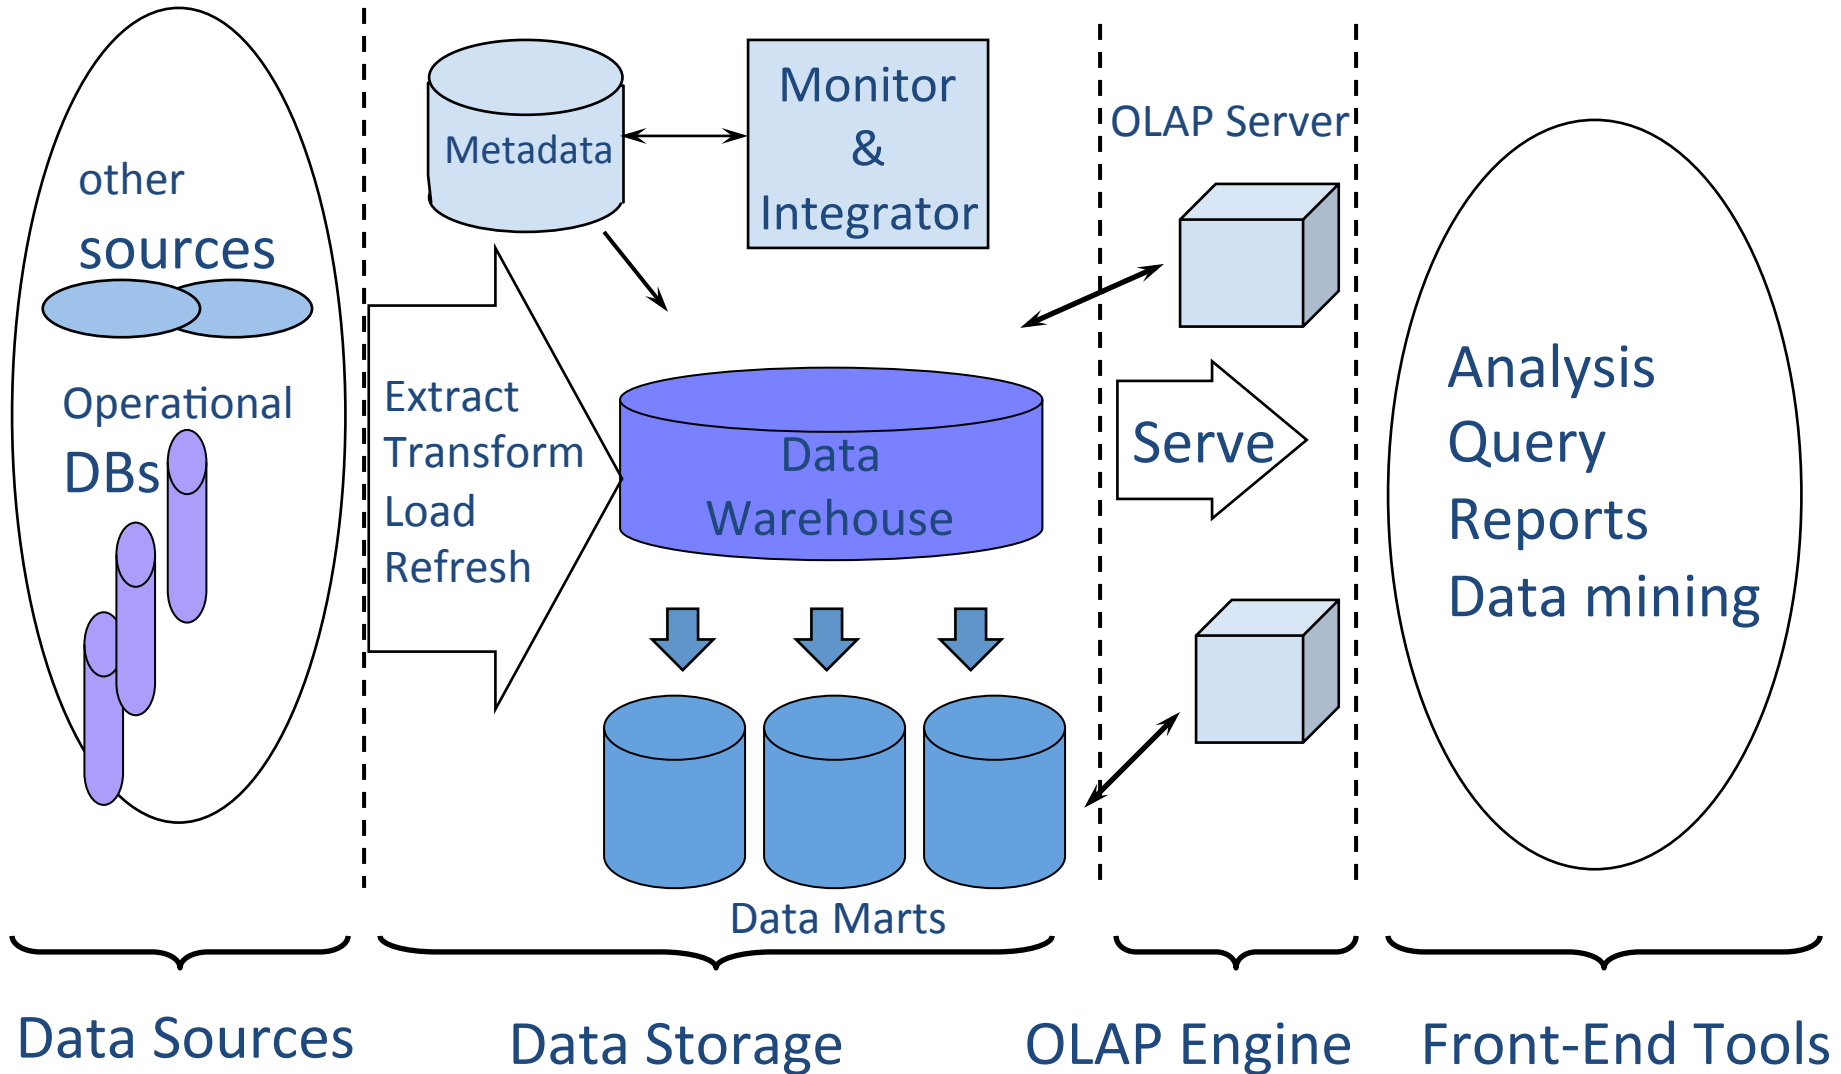 other
sources
Operational
DBs
Metadata
Monitor
&
Integrator
Extract
Transform
Load
Refresh
Data
Warehouse
Data Marts
OLAP Server
Serve
Analysis
Query
Reports
Data mining
Data Sources
Data Storage
OLAP Engine
Front-End Tools